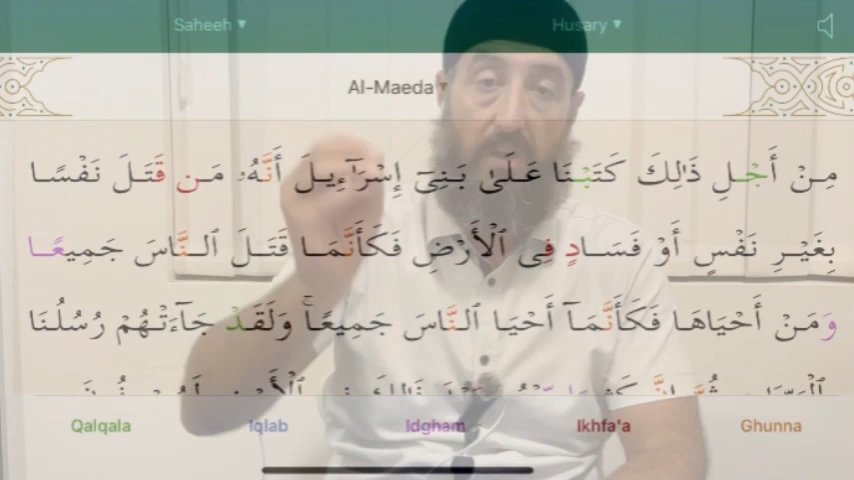 Saheeh ▼ Husary ▼
Al-Maeda
مِنْ أَجْلِ ذَٰلِكَ كَتَبْنَا عَلَىٰ بَنِىٓ إِسْرَٰٓءِيلَ أَنَّهُۥ مَن قَتَلَ نَفْسًۢا
بِغَيْرِ نَفْسٍ أَوْ فَسَادٍ فِى ٱلْأَرْضِ فَكَأَنَّمَا قَتَلَ ٱلنَّاسَ جَمِيعًا
وَمَنْ أَحْيَاهَا فَكَأَنَّمَآ أَحْيَا ٱلنَّاسَ جَمِيعًاۚ وَلَقَدْ جَآءَتْهُمْ رُسُلُنَا
Qalqala Iqlab Idgham Ikhfa'a Ghunna